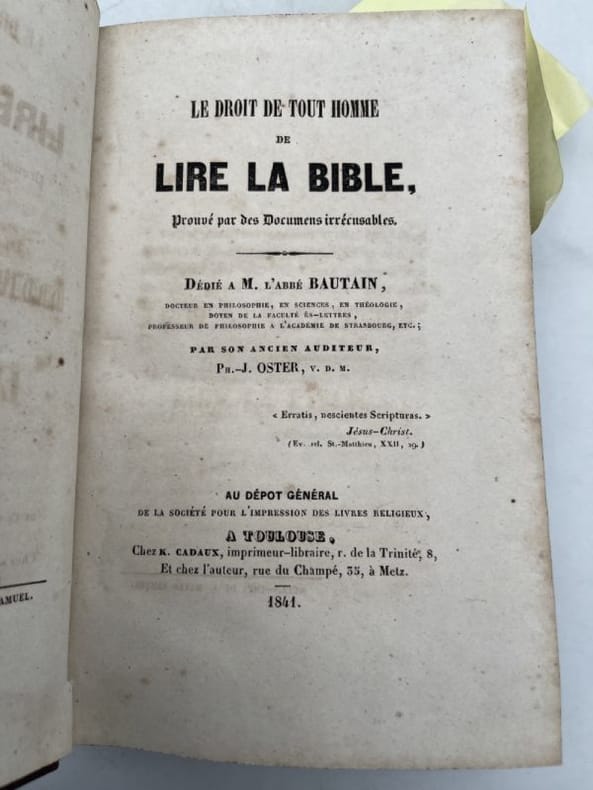 LE DROIT DE TOUT HOMME
DE
LIRE LA BIBLE,
Prouvé par des Documens irrécusables.
DÉDIÉ A M. L'ABBÉ BAUTAIN,
DOCTEUR EN PHILOSOPHIE, EN SCIENCES, EN THÉOLOGIE,
DOYEN DE LA FACULTÉ ÈS-LETTRES,
PROFESSEUR DE PHILOSOPHIE A L'ACADÉMIE DE STRASBOURG, ETC.;
PAR SON ANCIEN AUDITEUR,
PH.-J. OSTER, V. D. M.
« Erratis, nescientes Scripturas. »
Jésus-Christ.
(Ev. sel. St.-Matthieu, XXII, 29.)
AU DÉPOT GÉNÉRAL
DE LA SOCIÉTÉ POUR L'IMPRESSION DES LIVRES RELIGIEUX,
A TOULOUSE,
Chez K. CADAUX, imprimeur-libraire, r. de la Trinité, 8,
Et chez l'auteur, rue du Champé, 35, à Metz.
1841.
AMUEL.